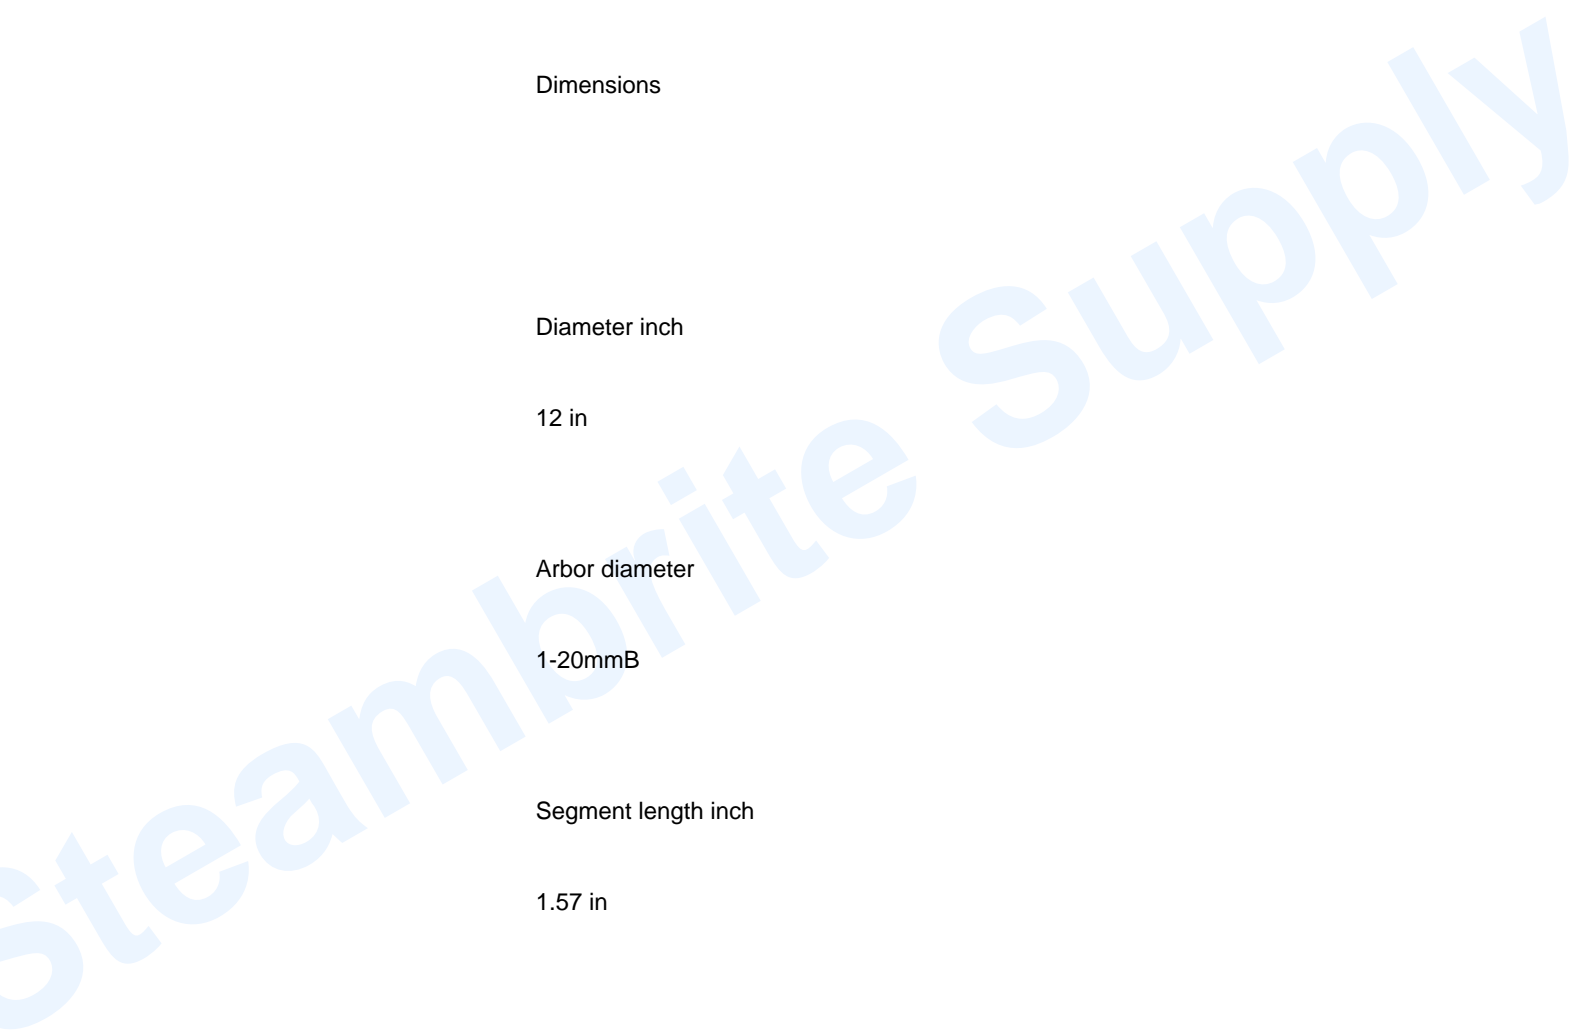 Dimensions
Diameter inch
12 in
Arbor diameter
1-20mmB
Segment length inch
1.57 in
Steambrite Supply